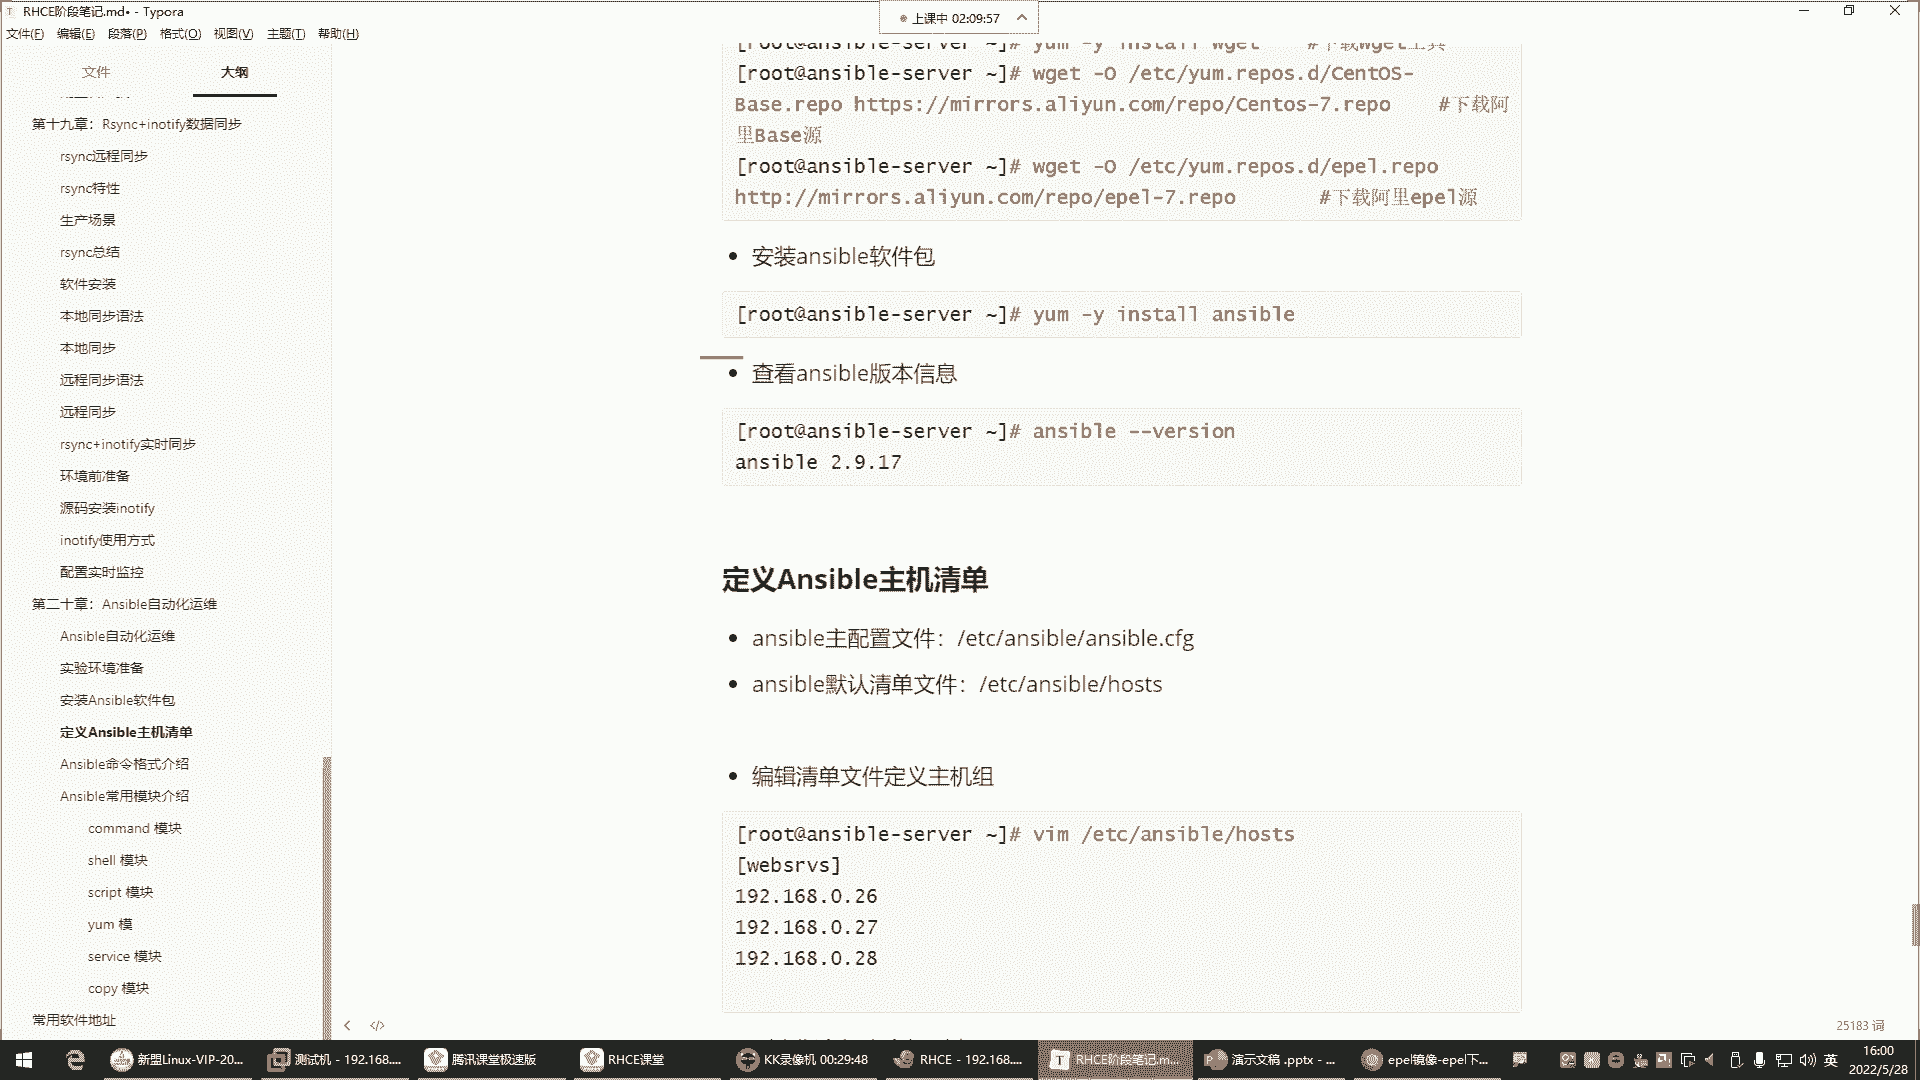 RHCE阶段笔记.md• - Typora
上课中 02:09:57
文件(F) 编辑(E) 段落(P) 格式(O) 视图(V) 主题(T) 帮助(H)
文件 大纲
第十九章：Rsync+inotify数据同步
rsync远程同步
rsync特性
生产场景
rsync总结
软件安装
本地同步语法
本地同步
远程同步语法
远程同步
rsync+inotify实时同步
环境前准备
源码安装inotify
inotify使用方式
配置实时监控
第二十章：Ansible自动化运维
Ansible自动化运维
实验环境准备
安装Ansible软件包
定义Ansible主机清单
Ansible命令格式介绍
Ansible常用模块介绍
command 模块
shell 模块
script 模块
yum 模
service 模块
copy 模块
常用软件地址
[root@ansible-server ~]# yum -y install wget #下载wget工具
[root@ansible-server ~]# wget -O /etc/yum.repos.d/CentOS-
Base.repo https://mirrors.aliyun.com/repo/Centos-7.repo #下载阿
里Base源
[root@ansible-server ~]# wget -O /etc/yum.repos.d/epel.repo
http://mirrors.aliyun.com/repo/epel-7.repo #下载阿里epel源
• 安装ansible软件包
[root@ansible-server ~]# yum -y install ansible
• 查看ansible版本信息
[root@ansible-server ~]# ansible --version
ansible 2.9.17
定义Ansible主机清单
• ansible主配置文件：/etc/ansible/ansible.cfg
• ansible默认清单文件：/etc/ansible/hosts
• 编辑清单文件定义主机组
[root@ansible-server ~]# vim /etc/ansible/hosts
[websrvs]
192.168.0.26
192.168.0.27
192.168.0.28
25183 词
新盟Linux-VIP-20... 测试机 - 192.168.... 腾讯课堂极速版 RHCE课堂 KK录像机 00:29:48 RHCE - 192.168.... RHCE阶段笔记.m... 演示文稿 .pptx - ... epel镜像-epel下... 英 16:00
2022/5/28